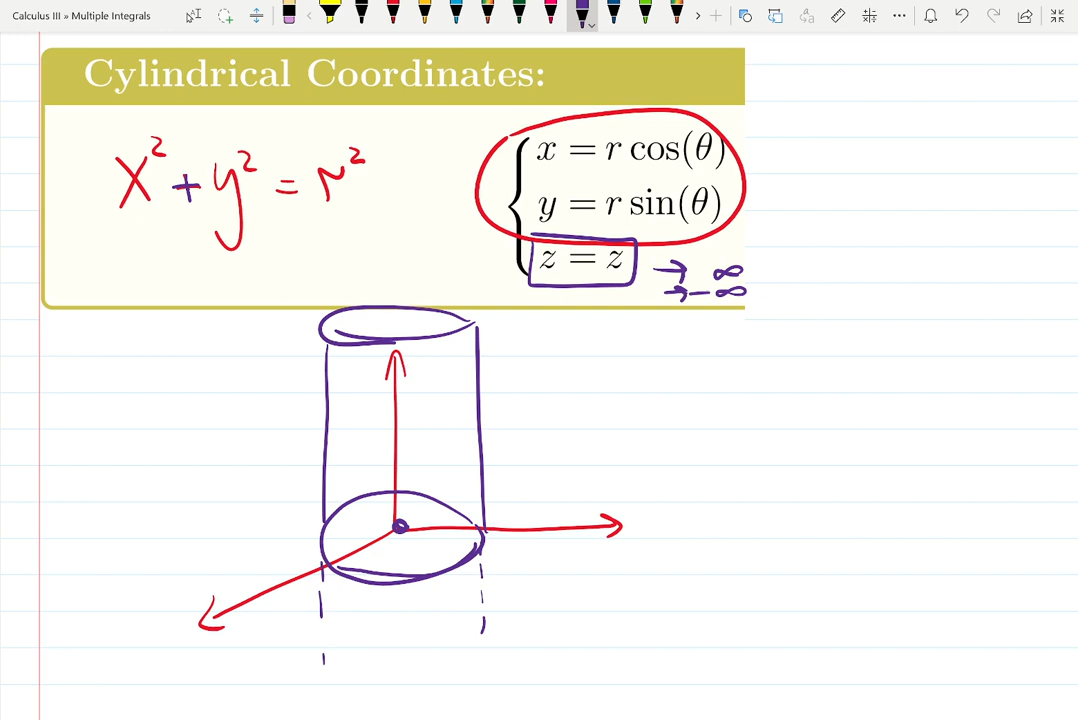 Calculus III » Multiple Integrals
Cylindrical Coordinates:
x² + y² = r²
x = r cos(θ)
y = r sin(θ)
z = z → ∞
→ -∞